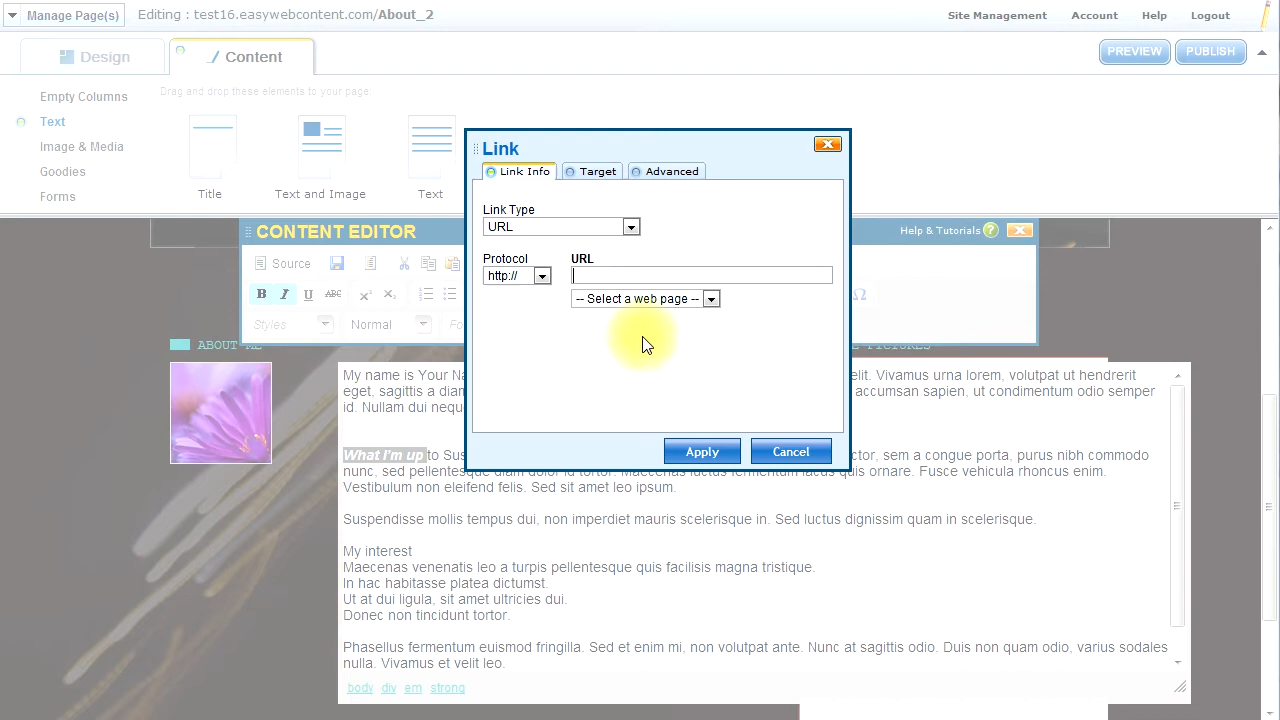 Manage Page(s)
Editing : test16.easywebcontent.com/About_2
Site Management
Account
Help
Logout
Design
Content
PREVIEW
PUBLISH
Empty Columns
Text
Image & Media
Goodies
Forms
Drag and drop these elements to your page:
Title
Text and Image
Text
CONTENT EDITOR
Help & Tutorials
Source
B I U ABC
Styles
Normal
Link
Link Info
Target
Advanced
Link Type
URL
Protocol
URL
http://
-- Select a web page --
Apply
Cancel
ABOUT ME
PICTURES
My name is Your Na
elit. Vivamus urna lorem, volutpat ut hendrerit
eget, sagittis a diam
accumsan sapien, ut condimentum odio semper
id. Nullam dui nequ
What I'm up to Sus
ctor, sem a congue porta, purus nibh commodo
nunc, sed pellentesque diam dolor id tortor. Maecenas luctus fermentum lacus quis ornare. Fusce vehicula rhoncus enim.
Vestibulum non eleifend felis. Sed sit amet leo ipsum.
Suspendisse mollis tempus dui, non imperdiet mauris scelerisque in. Sed luctus dignissim quam in scelerisque.
My interest
Maecenas venenatis leo a turpis pellentesque quis facilisis magna tristique.
In hac habitasse platea dictumst.
Ut at dui ligula, sit amet ultricies dui.
Donec non tincidunt tortor.
Phasellus fermentum euismod fringilla. Sed et enim mi, non volutpat ante. Nunc at sagittis odio. Duis non quam odio, varius sodales
nulla. Vivamus et velit leo.
body div em strong